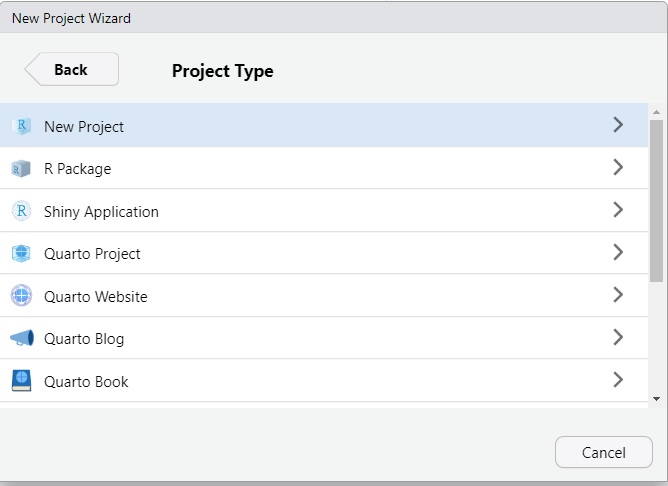 New Project Wizard
Back
Project Type
R New Project
R R Package
R Shiny Application
Quarto Project
Quarto Website
Quarto Blog
Quarto Book
Cancel